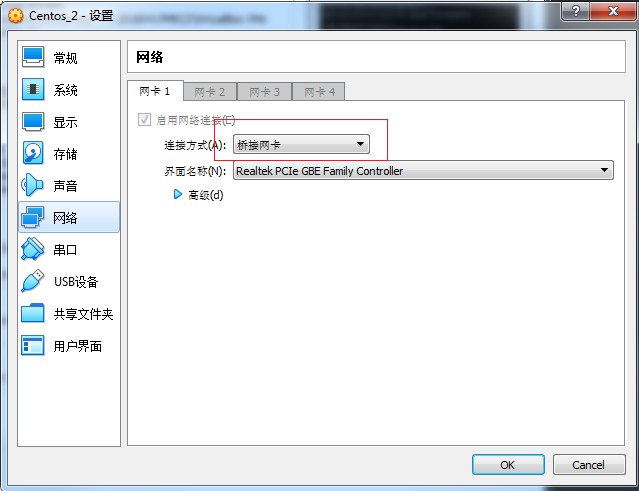 Centos_2 - 设置
常规
系统
显示
存储
声音
网络
串口
USB设备
共享文件夹
用户界面
网络
网卡 1
网卡 2
网卡 3
网卡 4
启用网络连接(E)
连接方式(A):
桥接网卡
界面名称(N):
Realtek PCIe GBE Family Controller
高级(d)
OK
Cancel